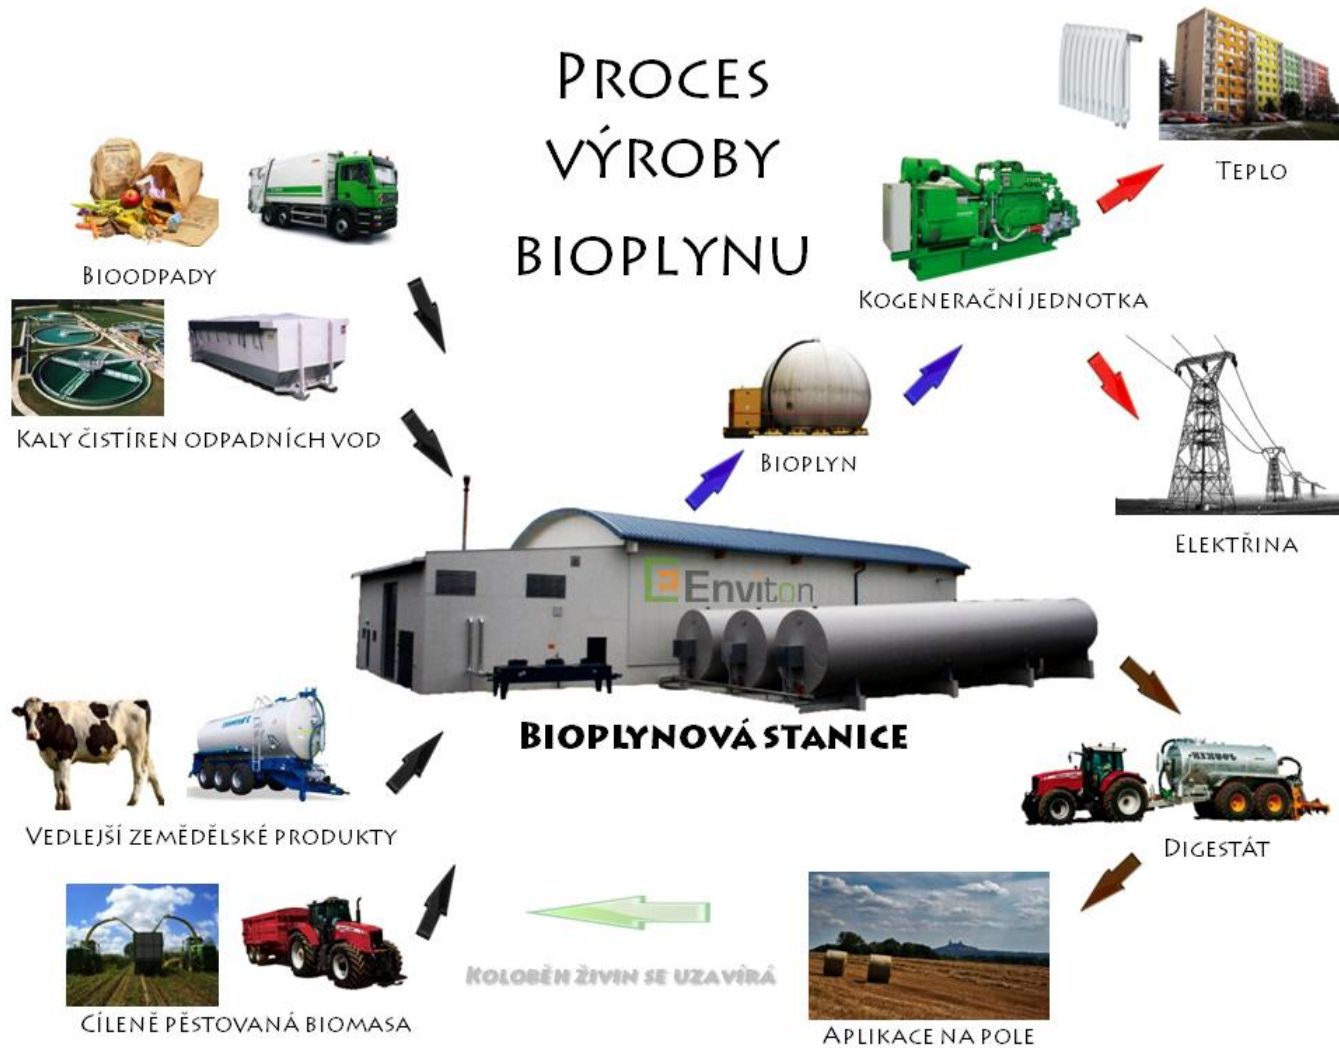 PROCES
VÝROBY
BIOPLYNU
TEPLO
BIOODPADY
KOGENERAČNÍ JEDNOTKA
KALY ČISTÍREN ODPADNÍCH VOD
BIOPLYN
ELEKTŘINA
Enviton
BIOPLYNOVÁ STANICE
VEDLEJŠÍ ZEMĚDĚLSKÉ PRODUKTY
DIGESTÁT
KOLOBĚH ŽIVIN SE UZAVÍRÁ
CÍLENĚ PĚSTOVANÁ BIOMASA
APLIKACE NA POLE